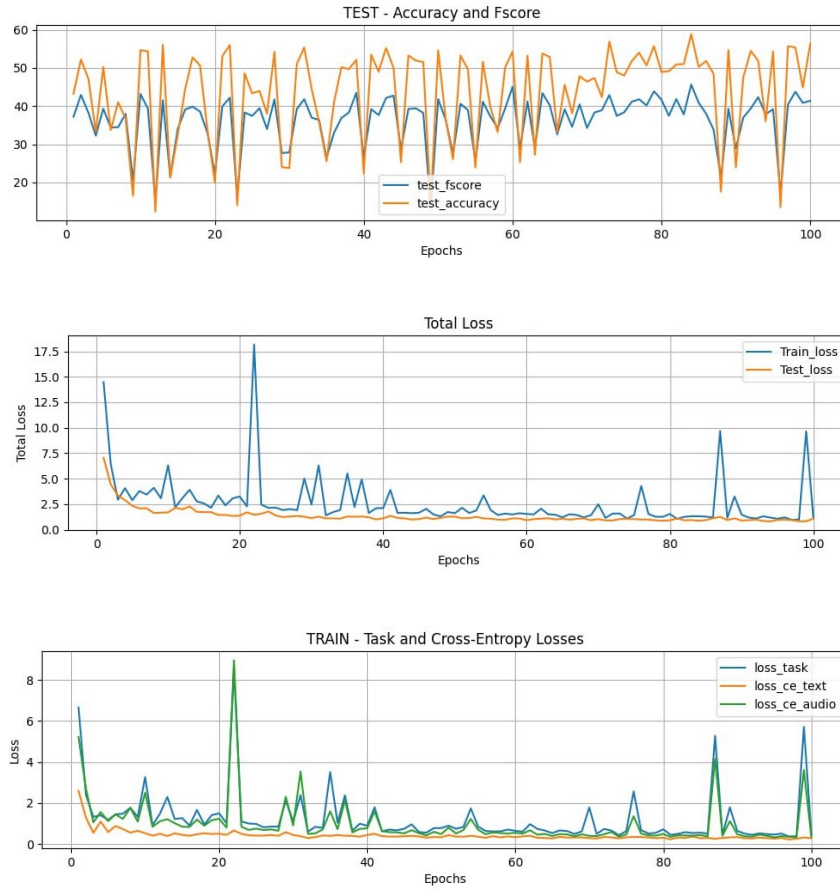 TEST - Accuracy and Fscore
60
50
40
30
20
test_fscore
test_accuracy
0 20 40 60 80 100
Epochs
Total Loss
Total Loss
17.5
15.0
12.5
10.0
7.5
5.0
2.5
0.0
Train_loss
Test_loss
0 20 40 60 80 100
Epochs
TRAIN - Task and Cross-Entropy Losses
Loss
8
6
4
2
0
loss_task
loss_ce_text
loss_ce_audio
0 20 40 60 80 100
Epochs